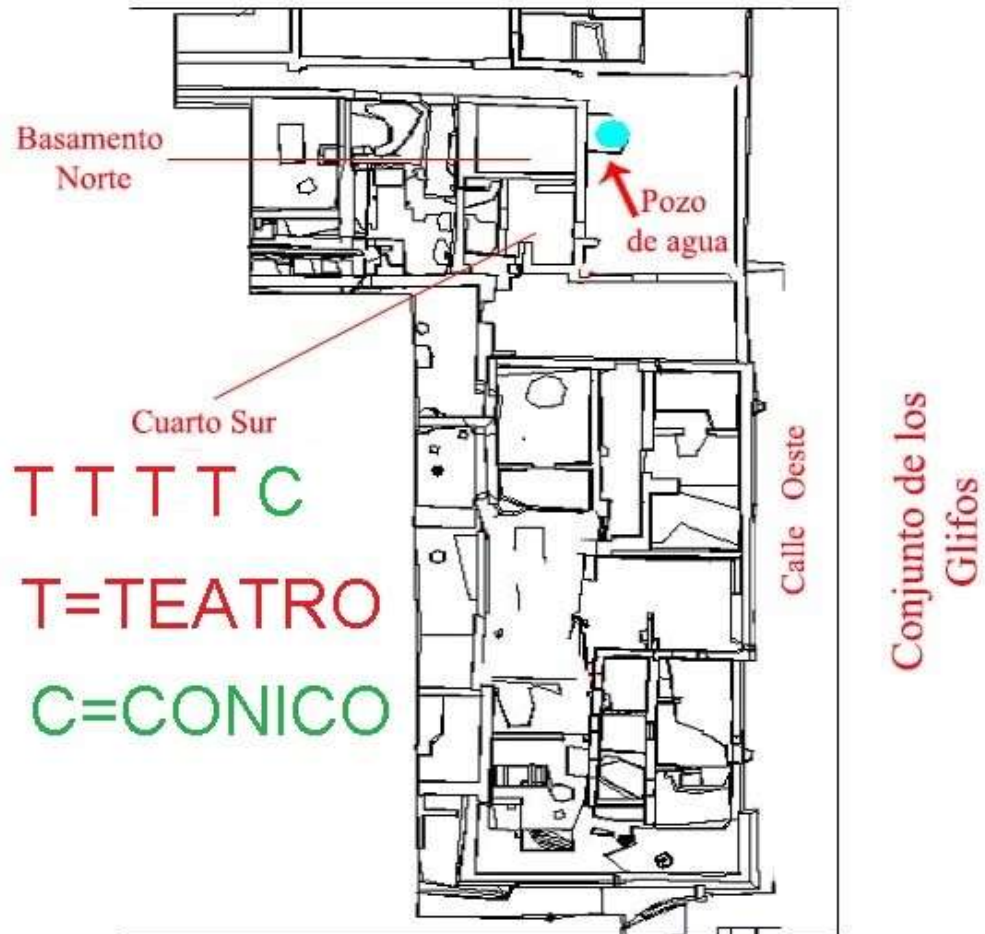 Basamento
Norte
Pozo
de agua
Cuarto Sur
T T T T C
T=TEATRO
C=CONICO
Calle Oeste
Conjunto de los
Glifos